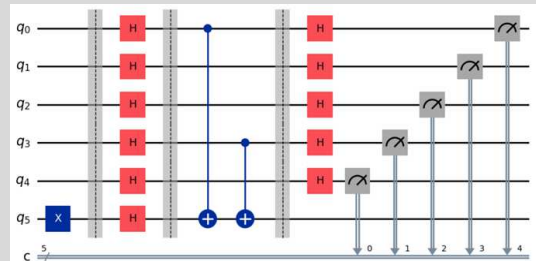 q0 H H
q1 H H
q2 H H
q3 H H
q4 H H
q5 X H
c 5 0 1 2 3 4